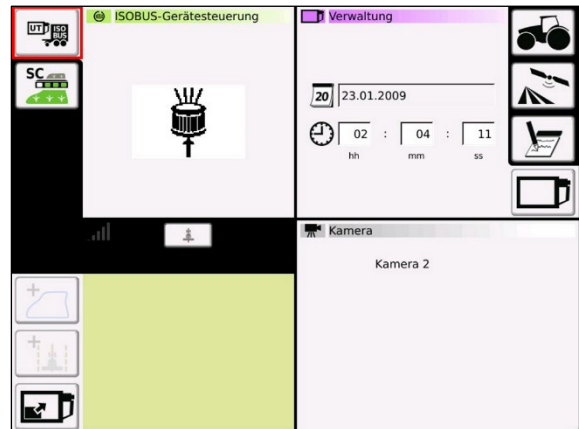 UT
ISO
BUS
ISOBUS-Gerätesteuerung
Verwaltung
SC
20 23.01.2009
02 : 04 : 11
hh mm ss
Kamera
Kamera 2